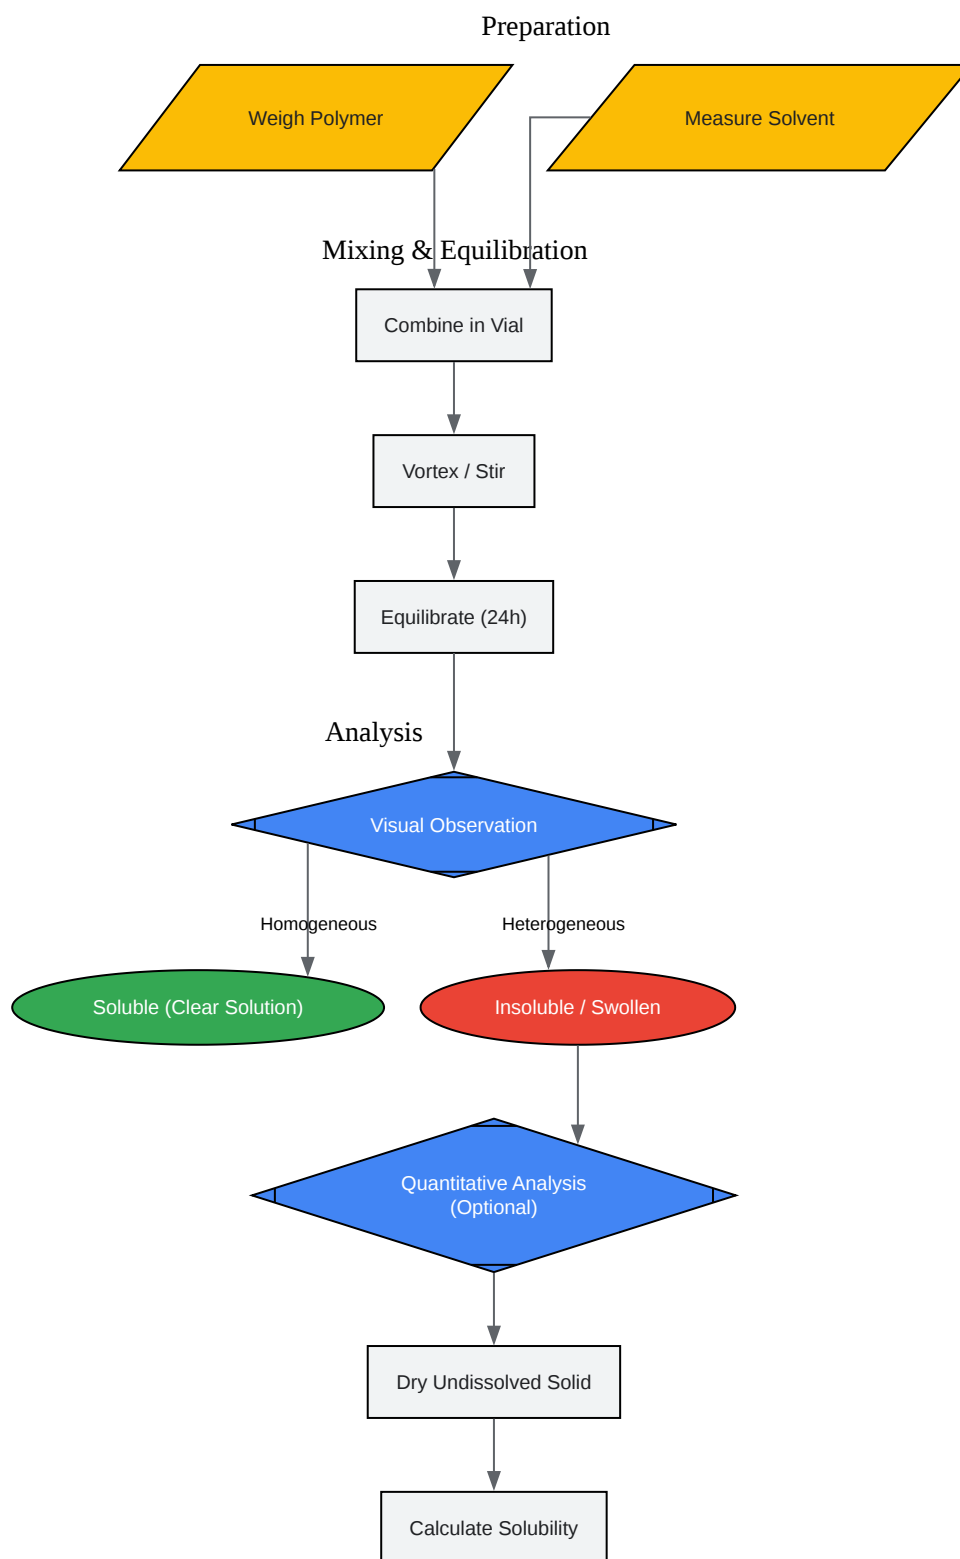 Preparation
Weigh Polymer
Measure Solvent
Mixing & Equilibration
Combine in Vial
Vortex / Stir
Equilibrate (24h)
Analysis
Visual Observation
Homogeneous
Heterogeneous
Soluble (Clear Solution)
Insoluble / Swollen
Quantitative Analysis
(Optional)
Dry Undissolved Solid
Calculate Solubility